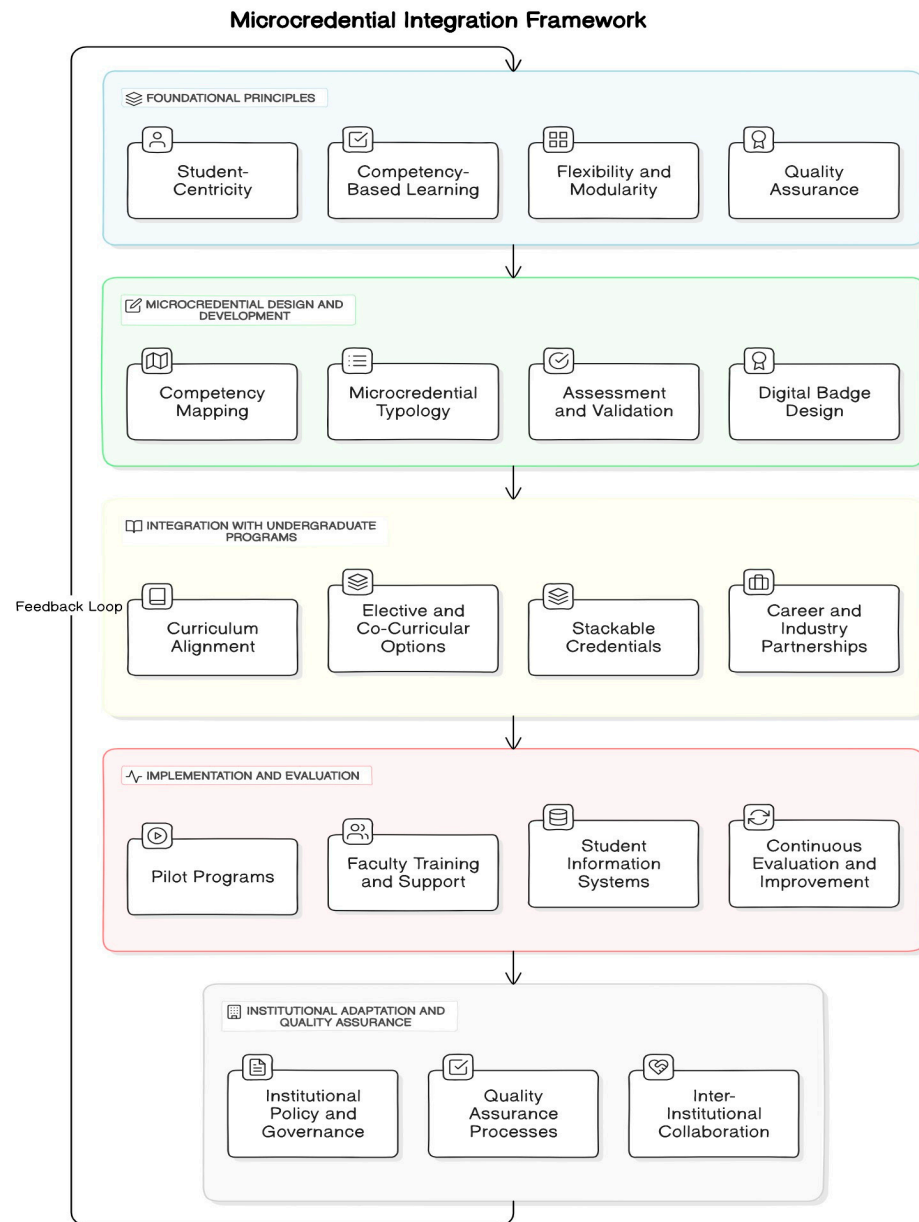 Microcredential Integration Framework
FOUNDATIONAL PRINCIPLES
Student-
Centricity
Competency-
Based Learning
Flexibility and
Modularity
Quality
Assurance
MICROCREDENTIAL DESIGN AND
DEVELOPMENT
Competency
Mapping
Microcredential
Typology
Assessment
and Validation
Digital Badge
Design
INTEGRATION WITH UNDERGRADUATE
PROGRAMS
Feedback Loop
Curriculum
Alignment
Elective and
Co-Curricular
Options
Stackable
Credentials
Career and
Industry
Partnerships
IMPLEMENTATION AND EVALUATION
Pilot Programs
Faculty Training
and Support
Student
Information
Systems
Continuous
Evaluation and
Improvement
INSTITUTIONAL ADAPTATION AND
QUALITY ASSURANCE
Institutional
Policy and
Governance
Quality
Assurance
Processes
Inter-
Institutional
Collaboration